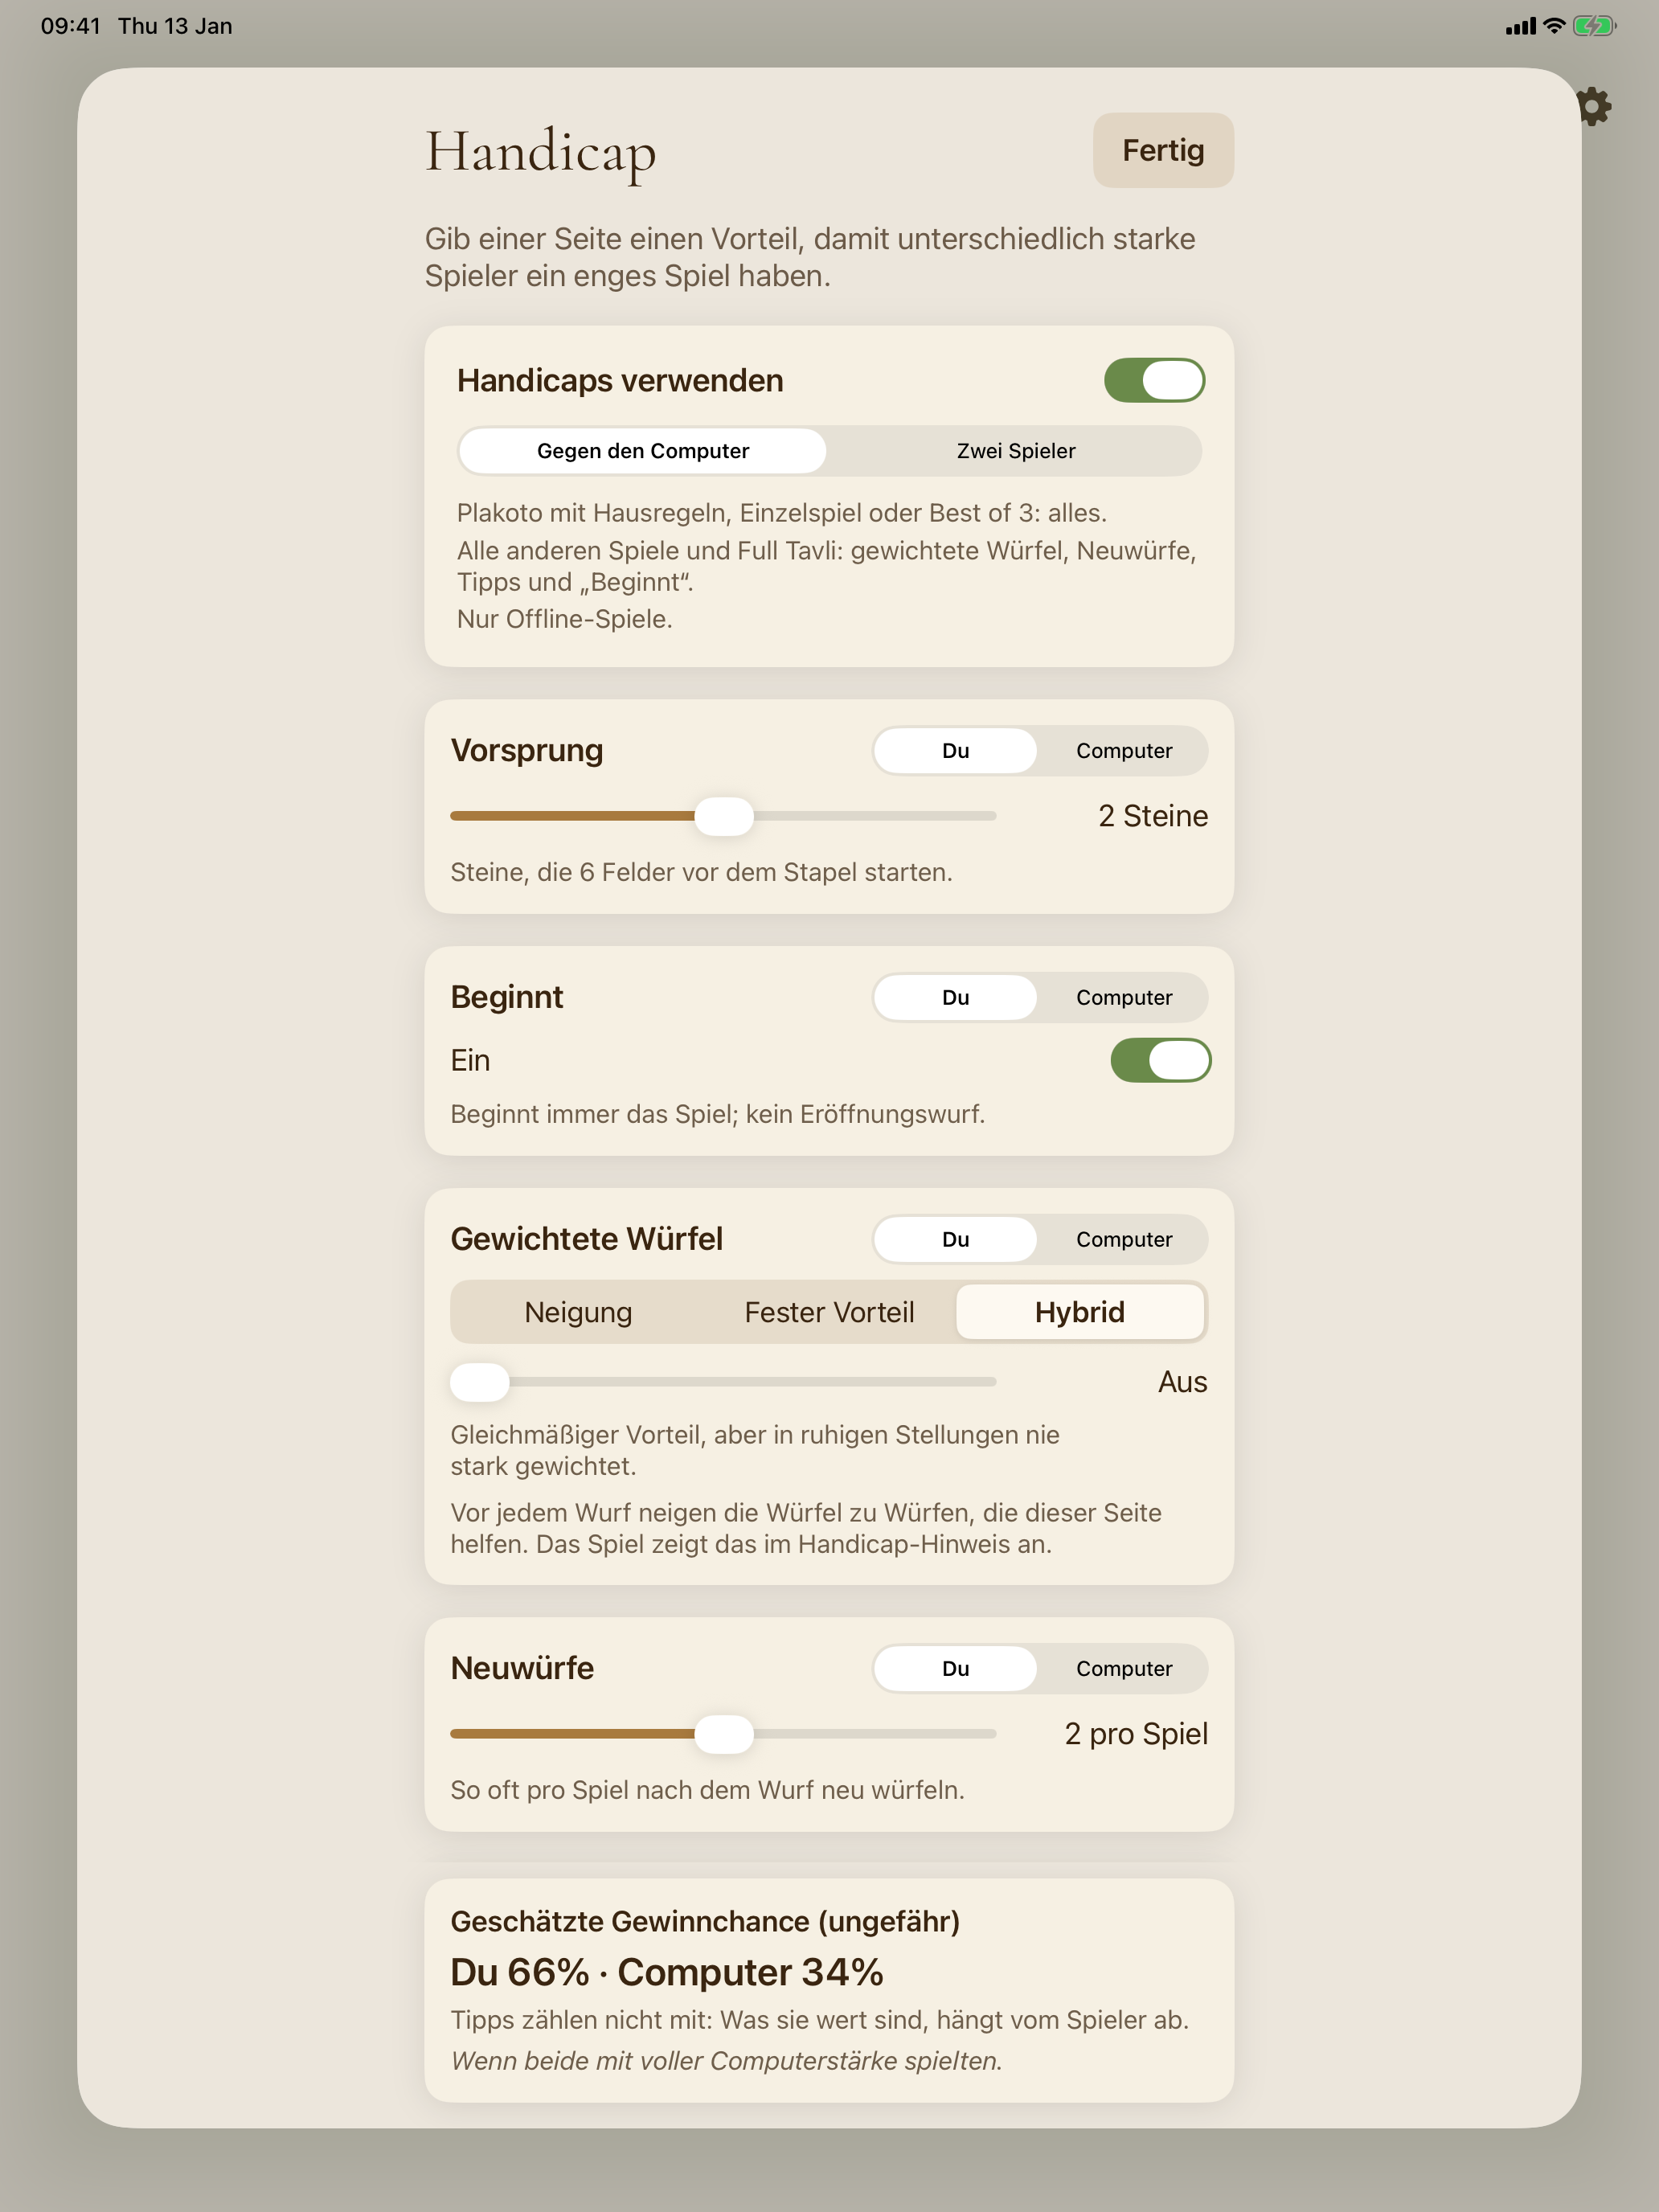 09:41 Thu 13 Jan
Handicap
Fertig
Gib einer Seite einen Vorteil, damit unterschiedlich starke
Spieler ein enges Spiel haben.
Handicaps verwenden
Gegen den Computer
Zwei Spieler
Plakoto mit Hausregeln, Einzelspiel oder Best of 3: alles.
Alle anderen Spiele und Full Tavli: gewichtete Würfel, Neuwürfe,
Tipps und „Beginnt“.
Nur Offline-Spiele.
Vorsprung
Du
Computer
2 Steine
Steine, die 6 Felder vor dem Stapel starten.
Beginnt
Du
Computer
Ein
Beginnt immer das Spiel; kein Eröffnungswurf.
Gewichtete Würfel
Du
Computer
Neigung
Fester Vorteil
Hybrid
Aus
Gleichmäßiger Vorteil, aber in ruhigen Stellungen nie
stark gewichtet.
Vor jedem Wurf neigen die Würfel zu Würfen, die dieser Seite
helfen. Das Spiel zeigt das im Handicap-Hinweis an.
Neuwürfe
Du
Computer
2 pro Spiel
So oft pro Spiel nach dem Wurf neu würfeln.
Geschätzte Gewinnchance (ungefähr)
Du 66% · Computer 34%
Tipps zählen nicht mit: Was sie wert sind, hängt vom Spieler ab.
Wenn beide mit voller Computerstärke spielten.